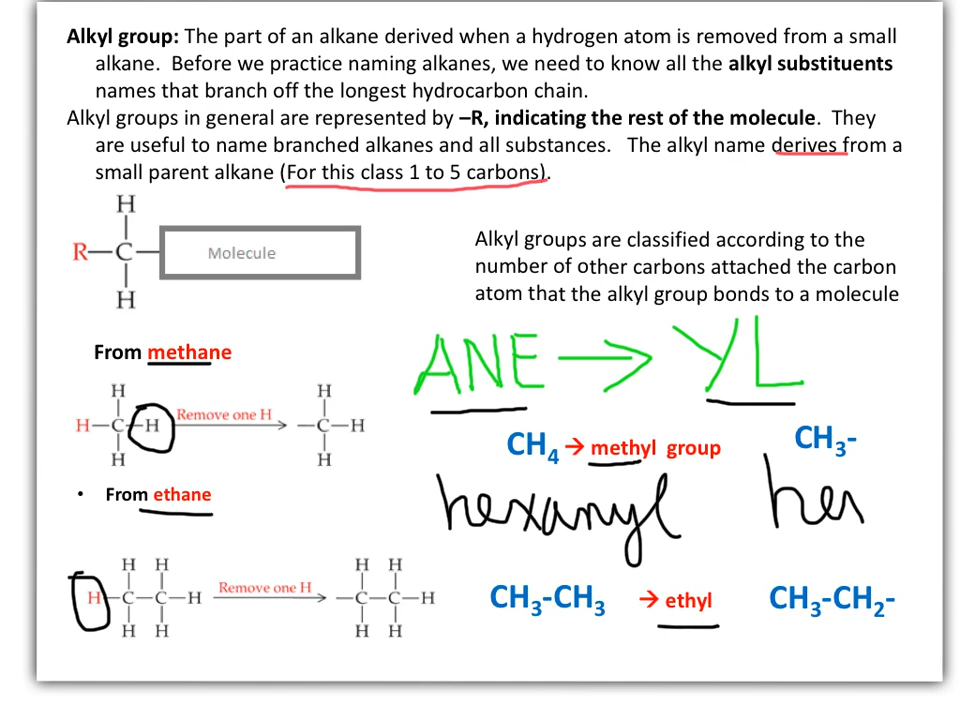 Alkyl group: The part of an alkane derived when a hydrogen atom is removed from a small
alkane. Before we practice naming alkanes, we need to know all the alkyl substituents
names that branch off the longest hydrocarbon chain.
Alkyl groups in general are represented by –R, indicating the rest of the molecule. They
are useful to name branched alkanes and all substances. The alkyl name derives from a
small parent alkane (For this class 1 to 5 carbons).
H
R—C— Molecule
H
Alkyl groups are classified according to the
number of other carbons attached the carbon
atom that the alkyl group bonds to a molecule
ANE → YL
From methane
H
H—C—H Remove one H
H
H
—C—H
H
CH₄ → methyl group CH₃-
• From ethane
hexanyl hex
H H
H—C—C—H Remove one H
H H
H H
—C—C—H
H H
CH₃-CH₃ → ethyl CH₃-CH₂-